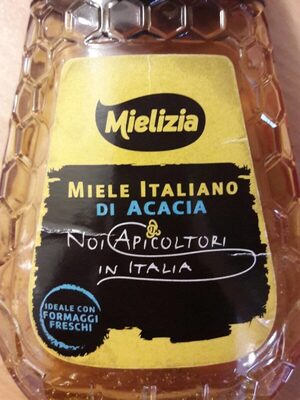 Mielizia
MIELE ITALIANO
DI ACACIA
NOI APICOLTORI
IN ITALIA
IDEALE CON
FORMAGGI
FRESCHI